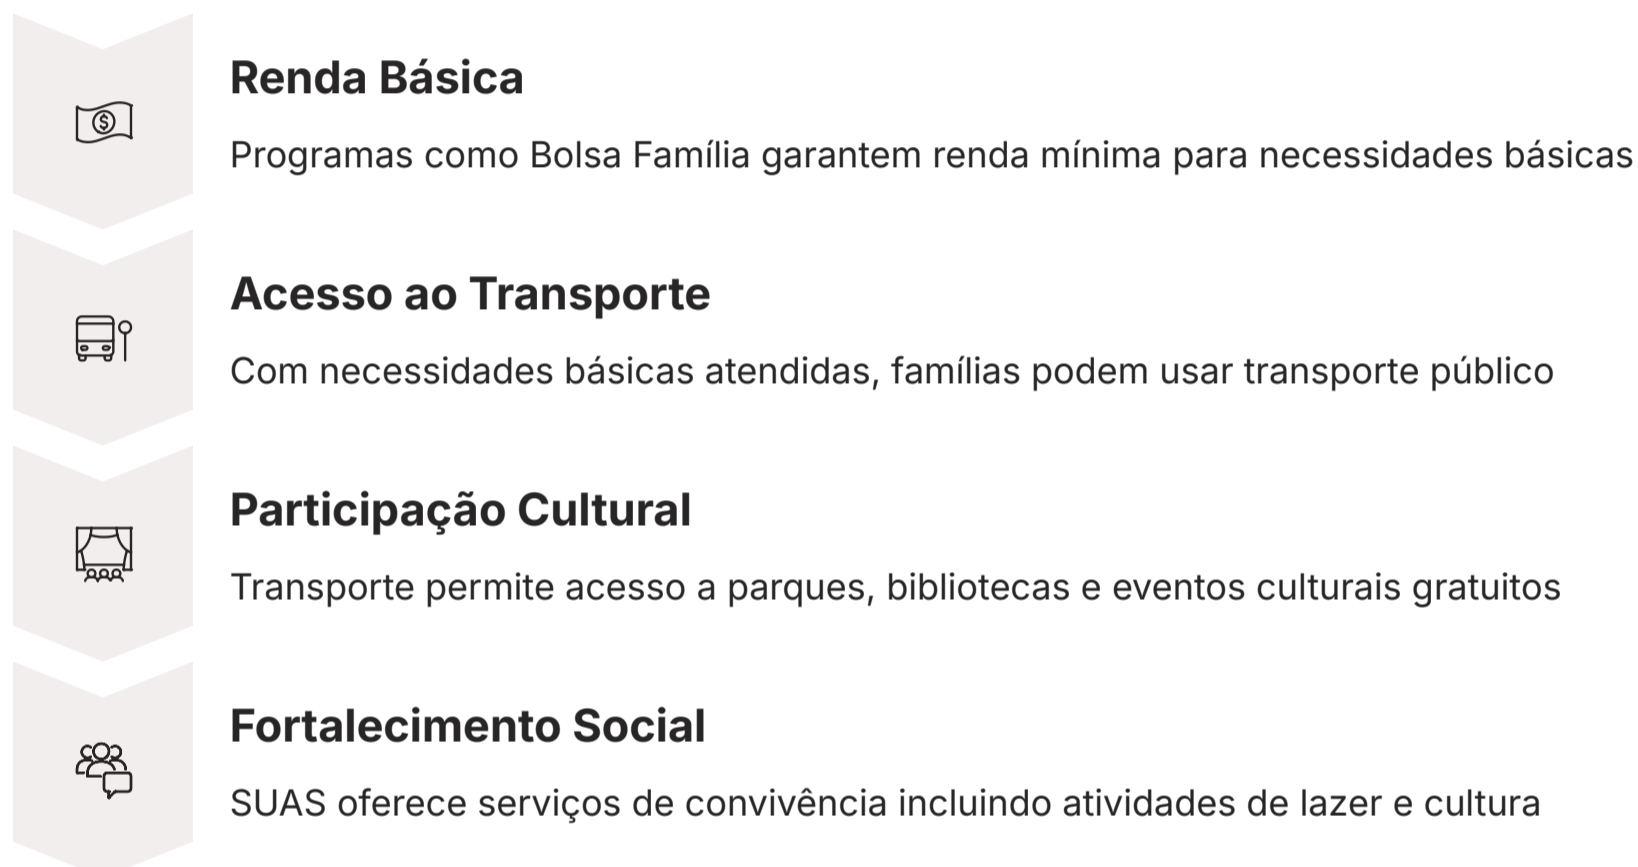 Renda Básica
Programas como Bolsa Família garantem renda mínima para necessidades básicas
Acesso ao Transporte
Com necessidades básicas atendidas, famílias podem usar transporte público
Participação Cultural
Transporte permite acesso a parques, bibliotecas e eventos culturais gratuitos
Fortalecimento Social
SUAS oferece serviços de convivência incluindo atividades de lazer e cultura